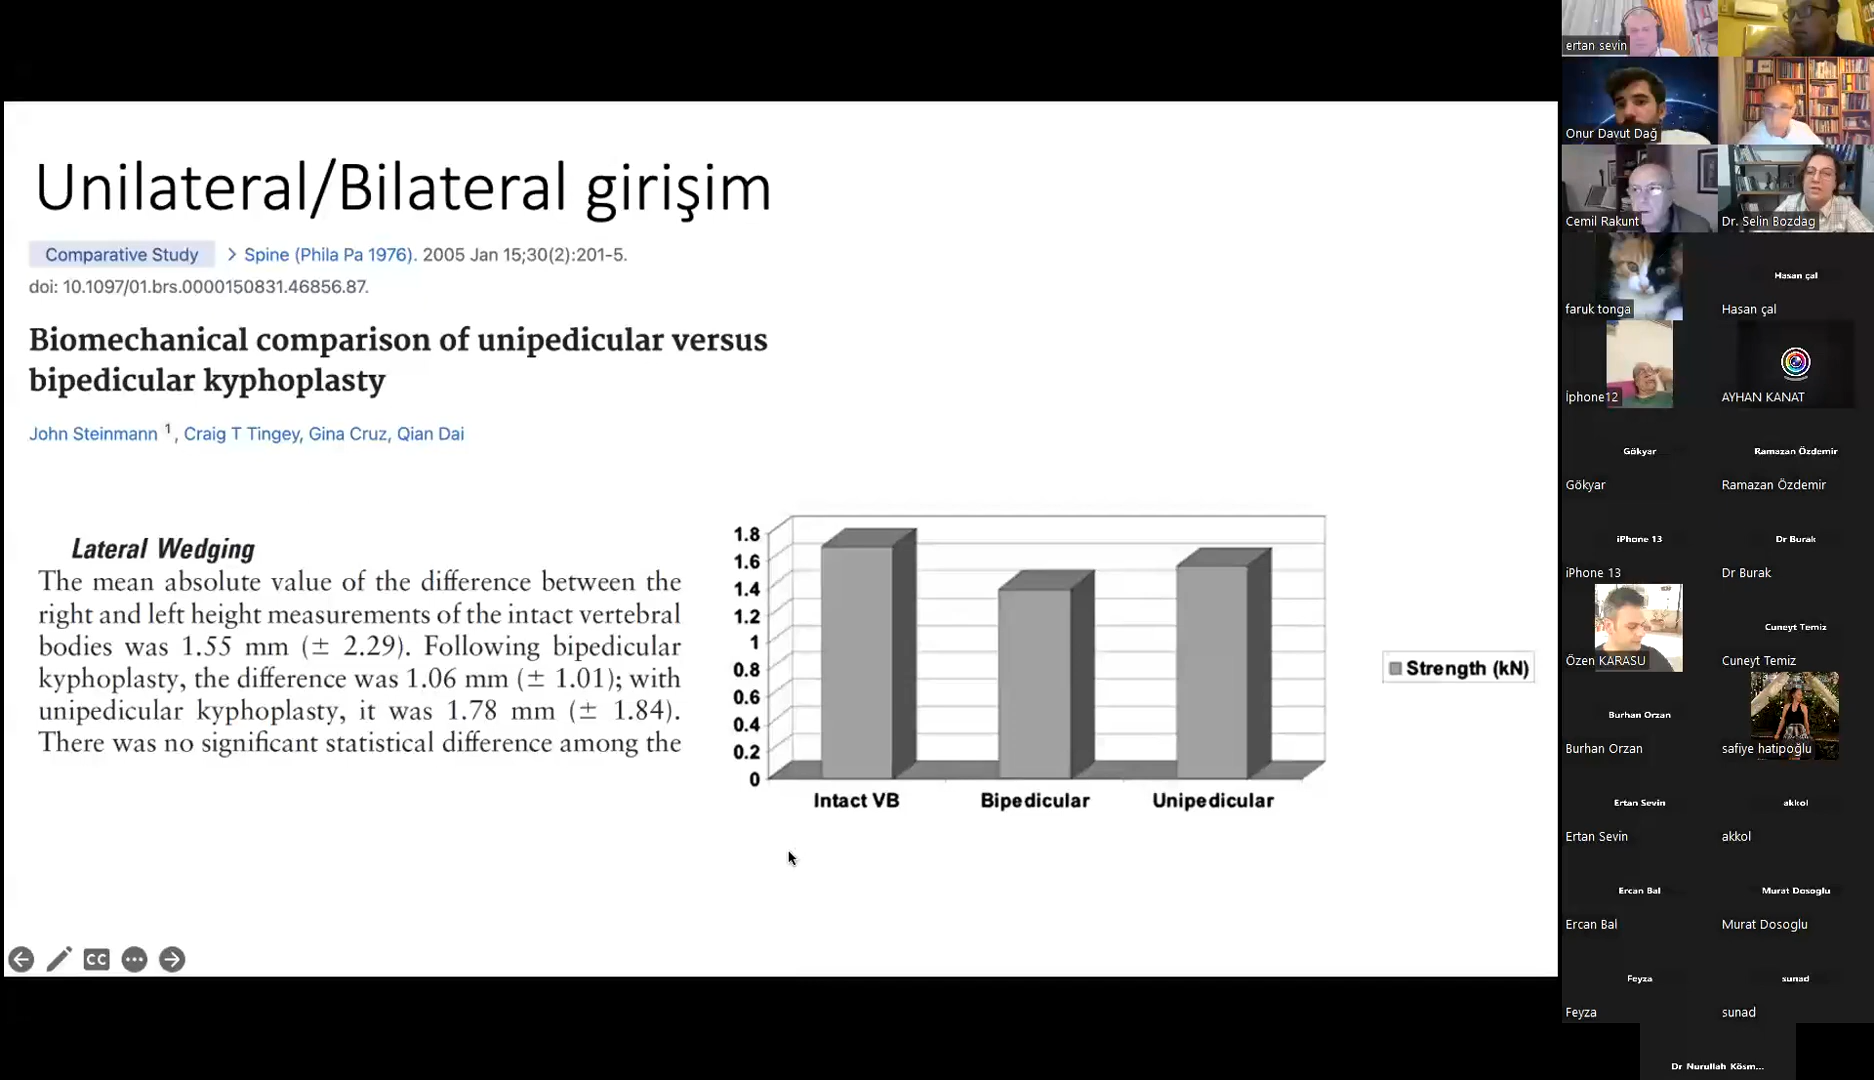 Unilateral/Bilateral girişim
Comparative Study > Spine (Phila Pa 1976). 2005 Jan 15;30(2):201-5.
doi: 10.1097/01.brs.0000150831.46856.87.
Biomechanical comparison of unipedicular versus
bipedicular kyphoplasty
John Steinmann 1, Craig T Tingey, Gina Cruz, Qian Dai
Lateral Wedging
The mean absolute value of the difference between the
right and left height measurements of the intact vertebral
bodies was 1.55 mm (± 2.29). Following bipedicular
kyphoplasty, the difference was 1.06 mm (± 1.01); with
unipedicular kyphoplasty, it was 1.78 mm (± 1.84).
There was no significant statistical difference among the
1.8
1.6
1.4
1.2
1
0.8
0.6
0.4
0.2
0
Intact VB Bipedicular Unipedicular
Strength (kN)
CC
ertan sevin
Onur Davut Dağ
Cemil Rakunt
Dr. Selin Bozdag
faruk tonga
Hasan çal
Hasan çal
İphone12
AYHAN KANAT
Gökyar
Gökyar
Ramazan Özdemir
Ramazan Özdemir
iPhone 13
iPhone 13
Dr Burak
Dr Burak
Özen KARASU
Cuneyt Temiz
Cuneyt Temiz
Burhan Orzan
Burhan Orzan
safiye hatipoğlu
Ertan Sevin
Ertan Sevin
akkol
akkol
Ercan Bal
Ercan Bal
Murat Dosoglu
Murat Dosoglu
Feyza
Feyza
sunad
sunad
Dr Nurullah Kösm...